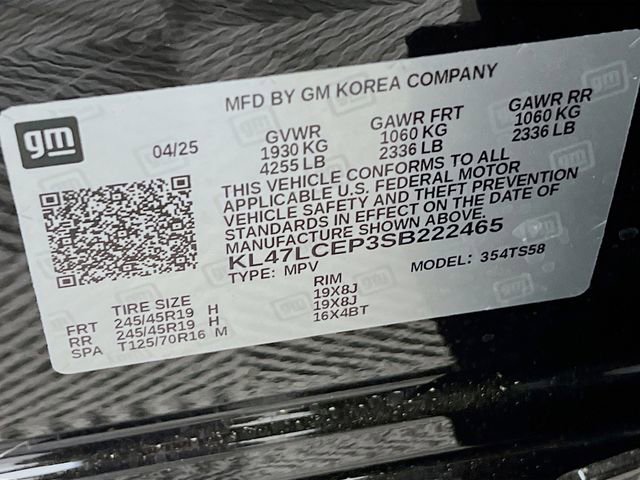 gm
MFD BY GM KOREA COMPANY
04/25
GVWR GAWR FRT GAWR RR
1930 KG 1060 KG 1060 KG
4255 LB 2336 LB 2336 LB
THIS VEHICLE CONFORMS TO ALL
APPLICABLE U.S. FEDERAL MOTOR
VEHICLE SAFETY AND THEFT PREVENTION
STANDARDS IN EFFECT ON THE DATE OF
MANUFACTURE SHOWN ABOVE.
KL47LCEP3SB222465
TYPE: MPV MODEL: 354TS58
TIRE SIZE RIM
FRT 245/45R19 H 19X8J
RR 245/45R19 H 19X8J
SPA T125/70R16 M 16X4BT